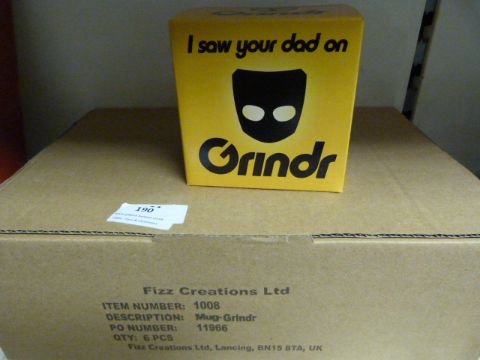 I saw your dad on
Grindr
190
Fizz Creations Ltd
ITEM NUMBER: 1008
DESCRIPTION: Mug-Grindr
PO NUMBER: 11966
QTY: 6 PCS
Fizz Creations Ltd, Lancing, BN15 8TA, UK